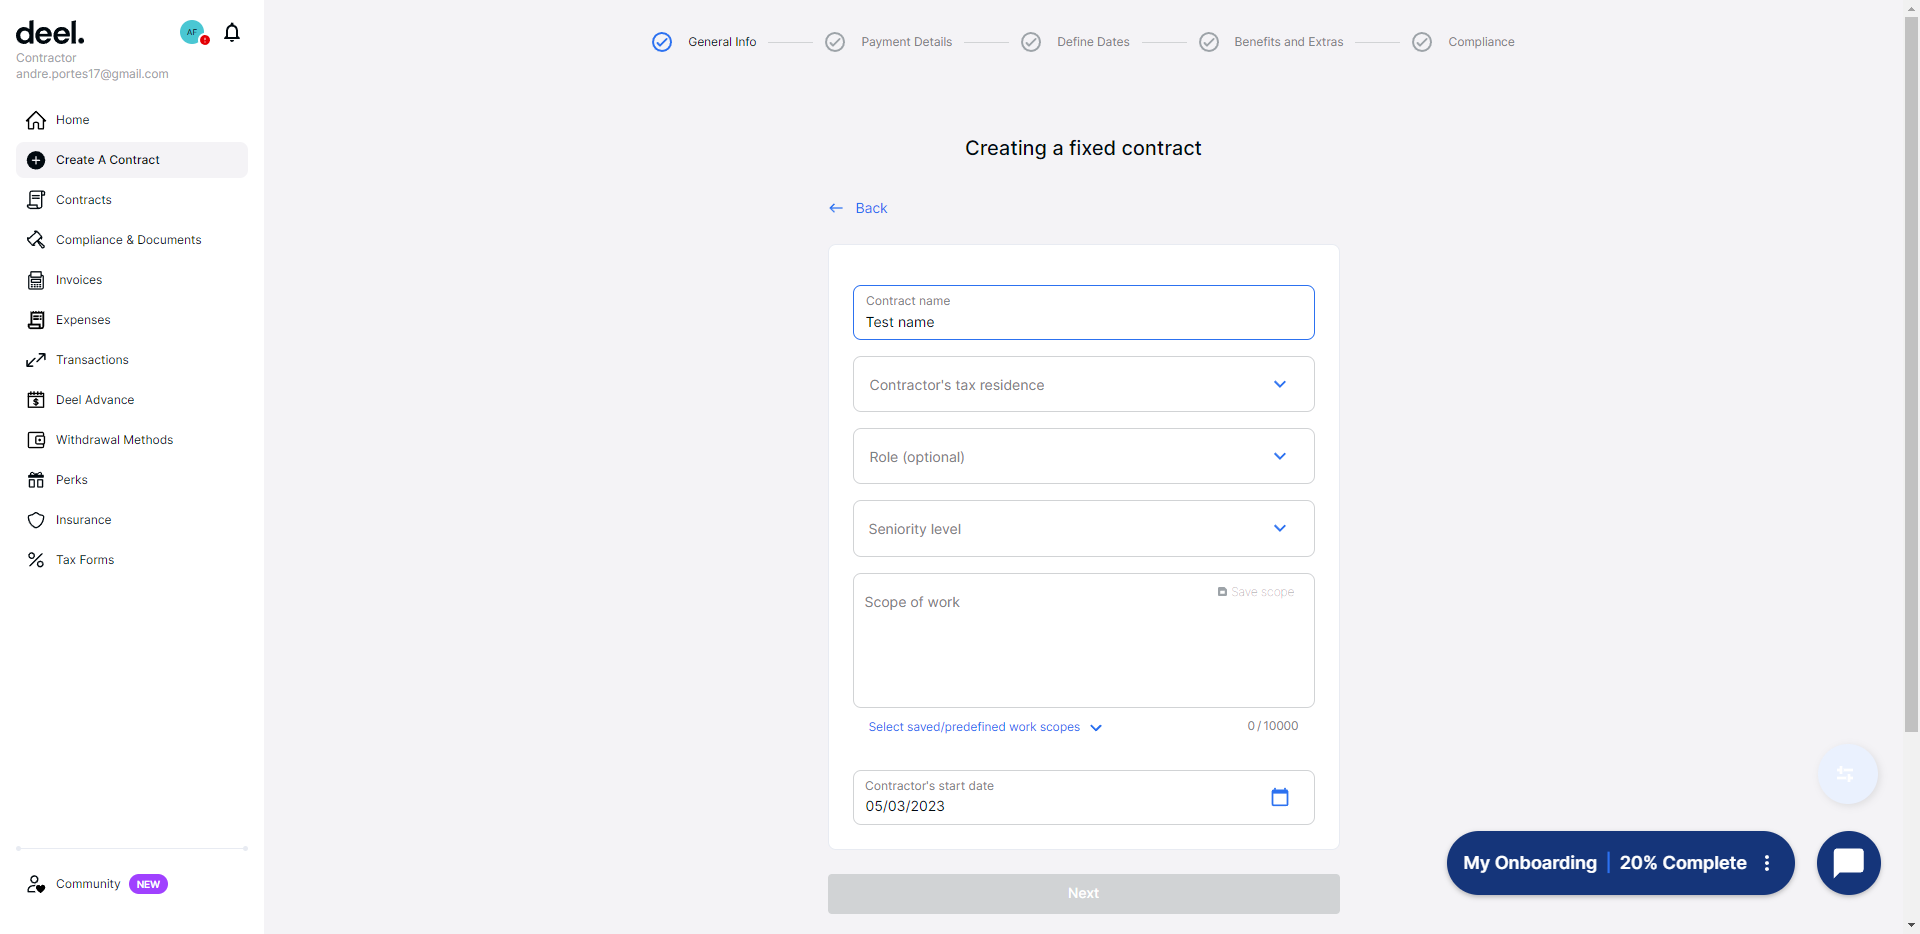 deel.
AF
Contractor
andre.portes17@gmail.com
Home
Create A Contract
Contracts
Compliance & Documents
Invoices
Expenses
Transactions
Deel Advance
Withdrawal Methods
Perks
Insurance
Tax Forms
Community NEW
General Info Payment Details Define Dates Benefits and Extras Compliance
Creating a fixed contract
Back
Contract name
Test name
Contractor's tax residence
Role (optional)
Seniority level
Save scope
Scope of work
Select saved/predefined work scopes 0 / 10000
Contractor's start date
05/03/2023
Next
My Onboarding | 20% Complete